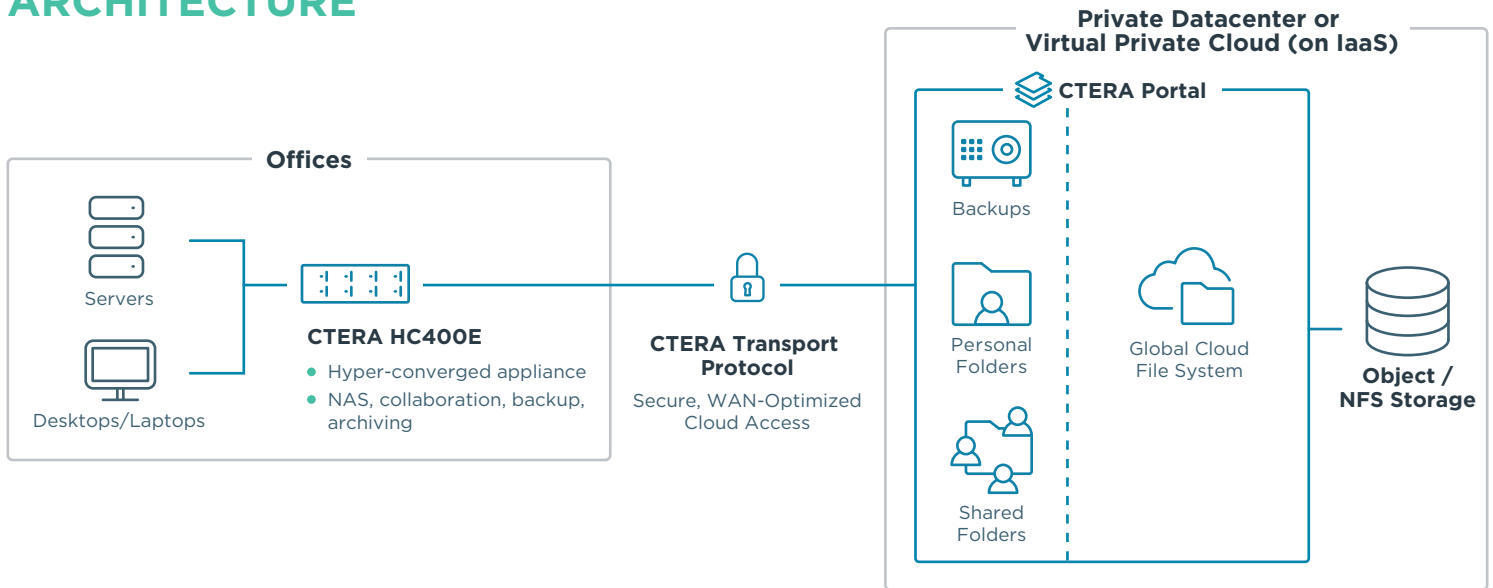 ARCHITECTURE
Private Datacenter or
Virtual Private Cloud (on IaaS)
CTERA Portal
Offices
Servers
Desktops/Laptops
CTERA HC400E
Hyper-converged appliance
NAS, collaboration, backup,
archiving
CTERA Transport
Protocol
Secure, WAN-Optimized
Cloud Access
Backups
Personal
Folders
Shared
Folders
Global Cloud
File System
Object /
NFS Storage